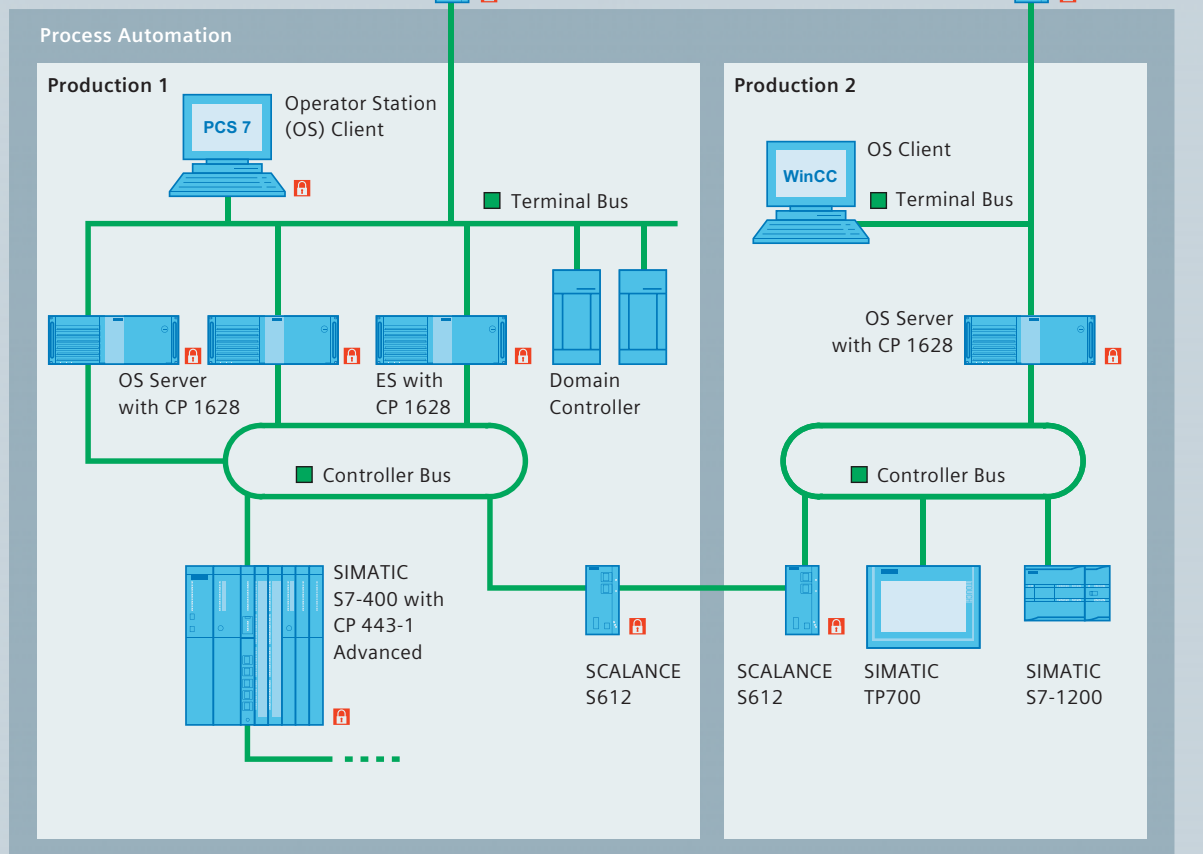 Process Automation
Production 1
PCS 7
Operator Station
(OS) Client
Terminal Bus
OS Server
with CP 1628
ES with
CP 1628
Domain
Controller
Controller Bus
SIMATIC
S7-400 with
CP 443-1
Advanced
SCALANCE
S612
Production 2
WinCC
OS Client
Terminal Bus
OS Server
with CP 1628
Controller Bus
SCALANCE
S612
SIMATIC
TP700
SIMATIC
S7-1200